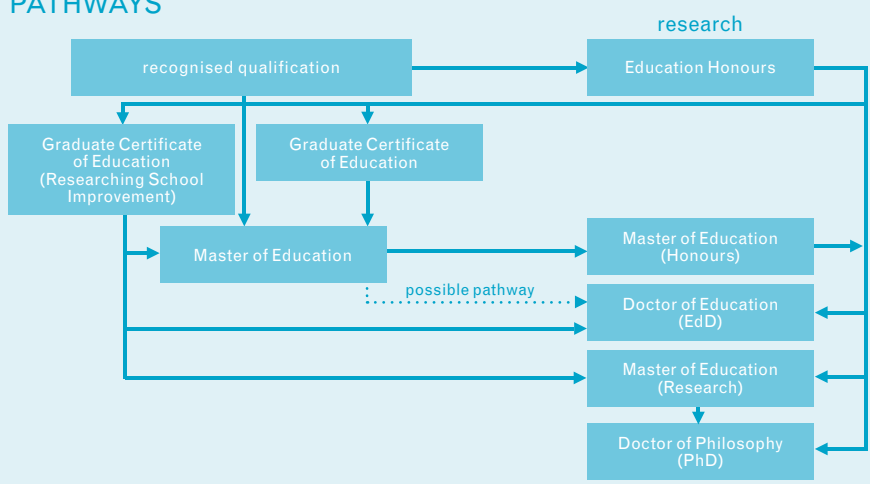 PATHWAYS
research
recognised qualification
Education Honours
Graduate Certificate
of Education
(Researching School
Improvement)
Graduate Certificate
of Education
Master of Education
Master of Education
(Honours)
possible pathway
Doctor of Education
(EdD)
Master of Education
(Research)
Doctor of Philosophy
(PhD)